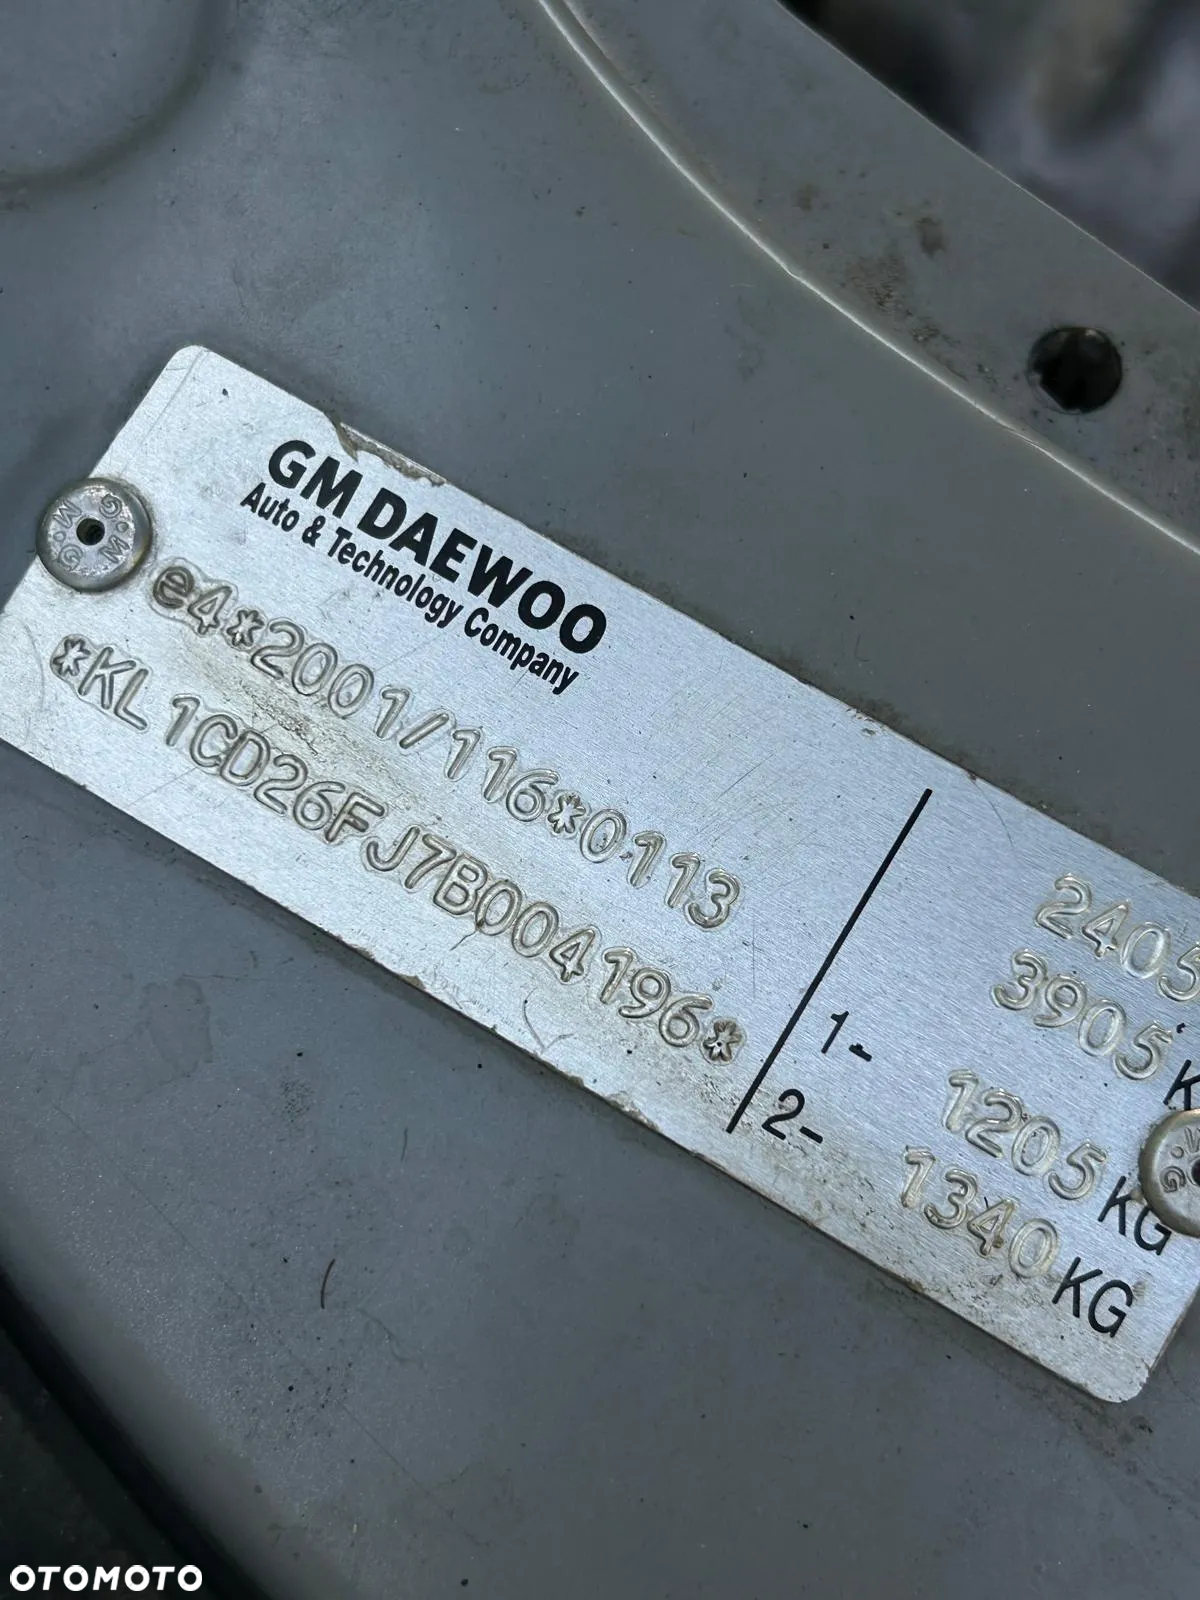 GM DAEWOO
Auto & Technology Company
e4*2001/116*0113
*KL1CD26FJ7B004196*
2405
3905 K
1- 1205 KG
2- 1340 KG
G.M G.M
OTOMOTO